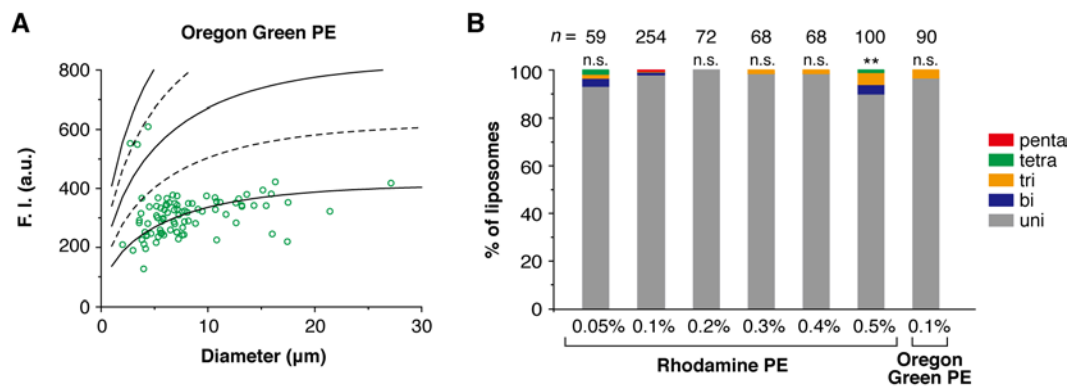 A
Oregon Green PE
800
600
400
200
0
F. I. (a.u.)
0 10 20 30
Diameter (µm)
B
n = 59 254 72 68 68 100 90
n.s. n.s. n.s. n.s. ** n.s.
100
80
60
40
20
0
% of liposomes
0.05% 0.1% 0.2% 0.3% 0.4% 0.5% 0.1%
Rhodamine PE
Oregon
Green PE
penta
tetra
tri
bi
uni